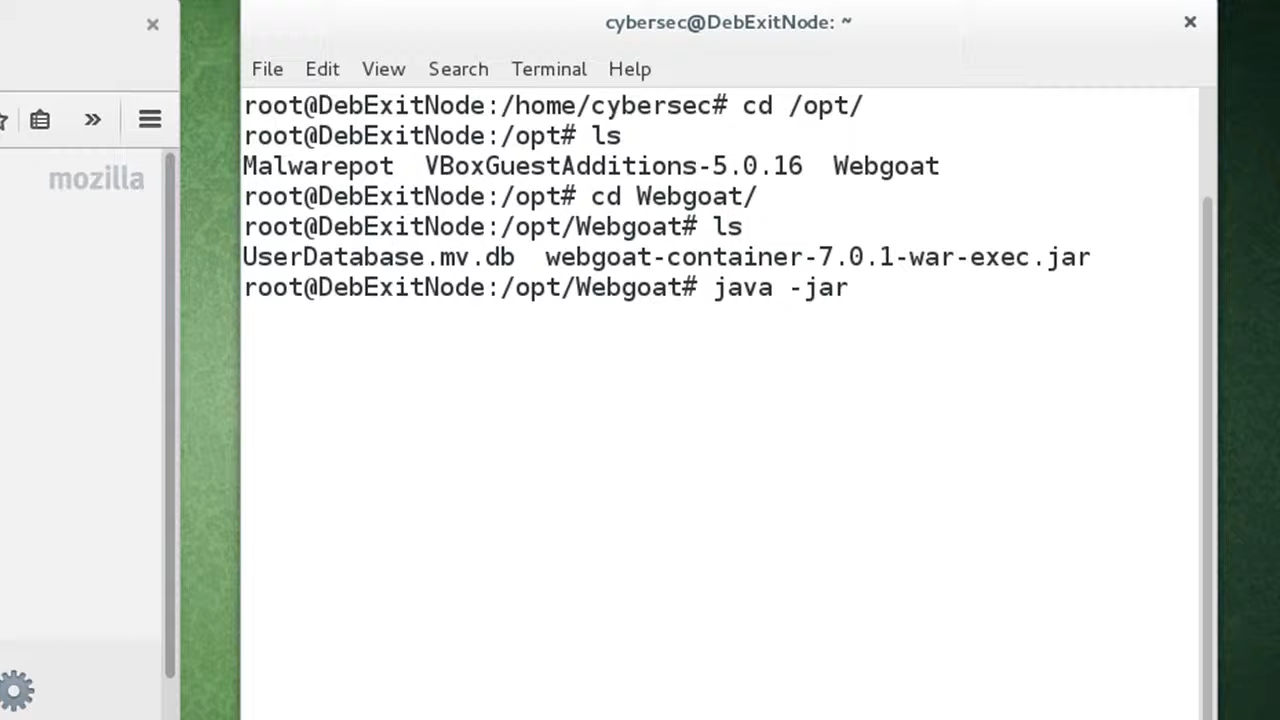 cybersec@DebExitNode: ~
File Edit View Search Terminal Help
mozilla
root@DebExitNode:/home/cybersec# cd /opt/
root@DebExitNode:/opt# ls
Malwarepot  VBoxGuestAdditions-5.0.16  Webgoat
root@DebExitNode:/opt# cd Webgoat/
root@DebExitNode:/opt/Webgoat# ls
UserDatabase.mv.db  webgoat-container-7.0.1-war-exec.jar
root@DebExitNode:/opt/Webgoat# java -jar